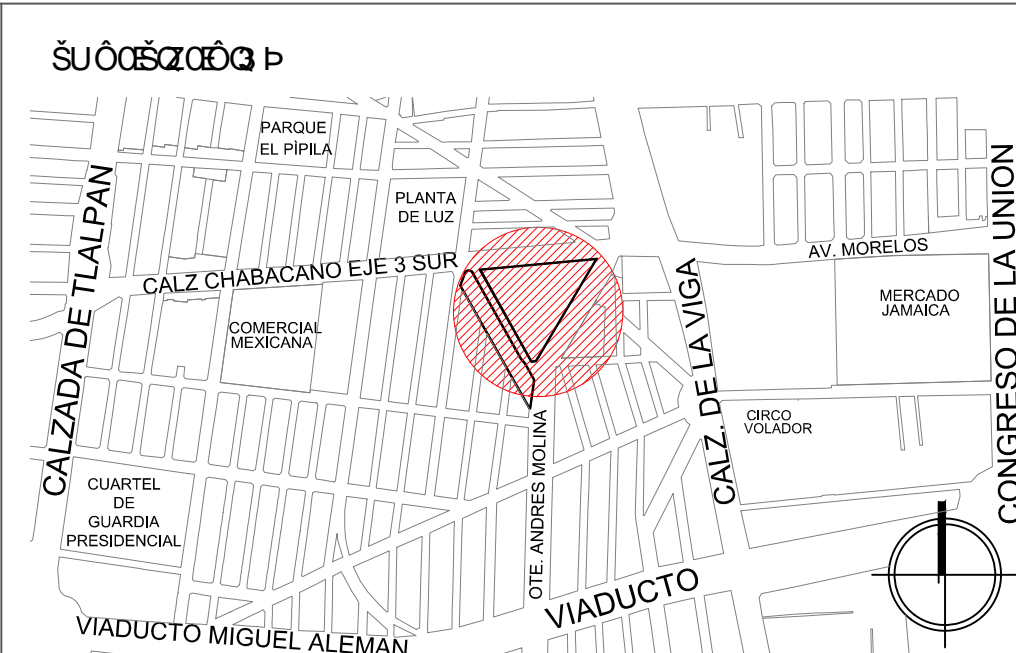 PARQUE
EL PÌPILA
PLANTA
DE LUZ
CALZADA DE TLALPAN
CALZ CHABACANO EJE 3 SUR
AV. MORELOS
CONGRESO DE LA UNION
MERCADO
JAMAICA
COMERCIAL
MEXICANA
CALZ. DE LA VIGA
CIRCO
VOLADOR
OTE. ANDRES MOLINA
CUARTEL
DE
GUARDIA
PRESIDENCIAL
VIADUCTO
VIADUCTO MIGUEL ALEMAN